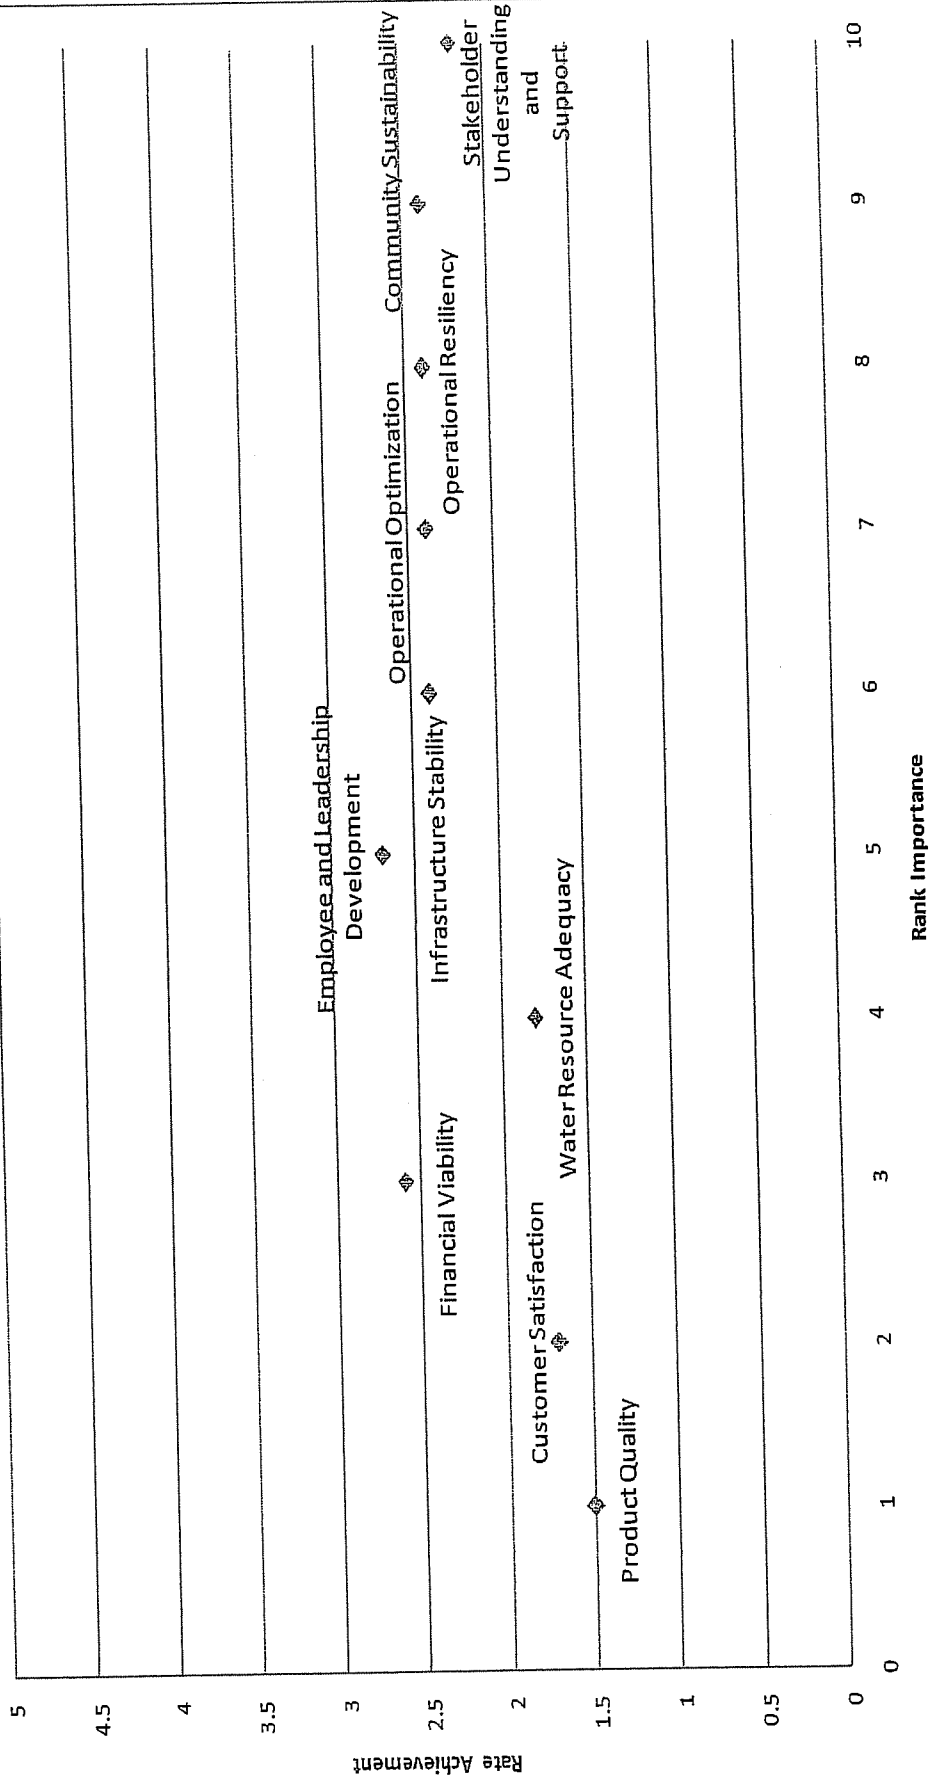 Rate Achievement
5
4.5
4
3.5
3
2.5
2
1.5
1
0.5
0
Product Quality
Customer Satisfaction
Financial Viability
Water Resource Adequacy
Employee and Leadership
Development
Infrastructure Stability
Operational Optimization
Operational Resiliency
Community Sustainability
Stakeholder
Understanding
and
Support
0
1
2
3
4
5
6
7
8
9
10
Rank Importance